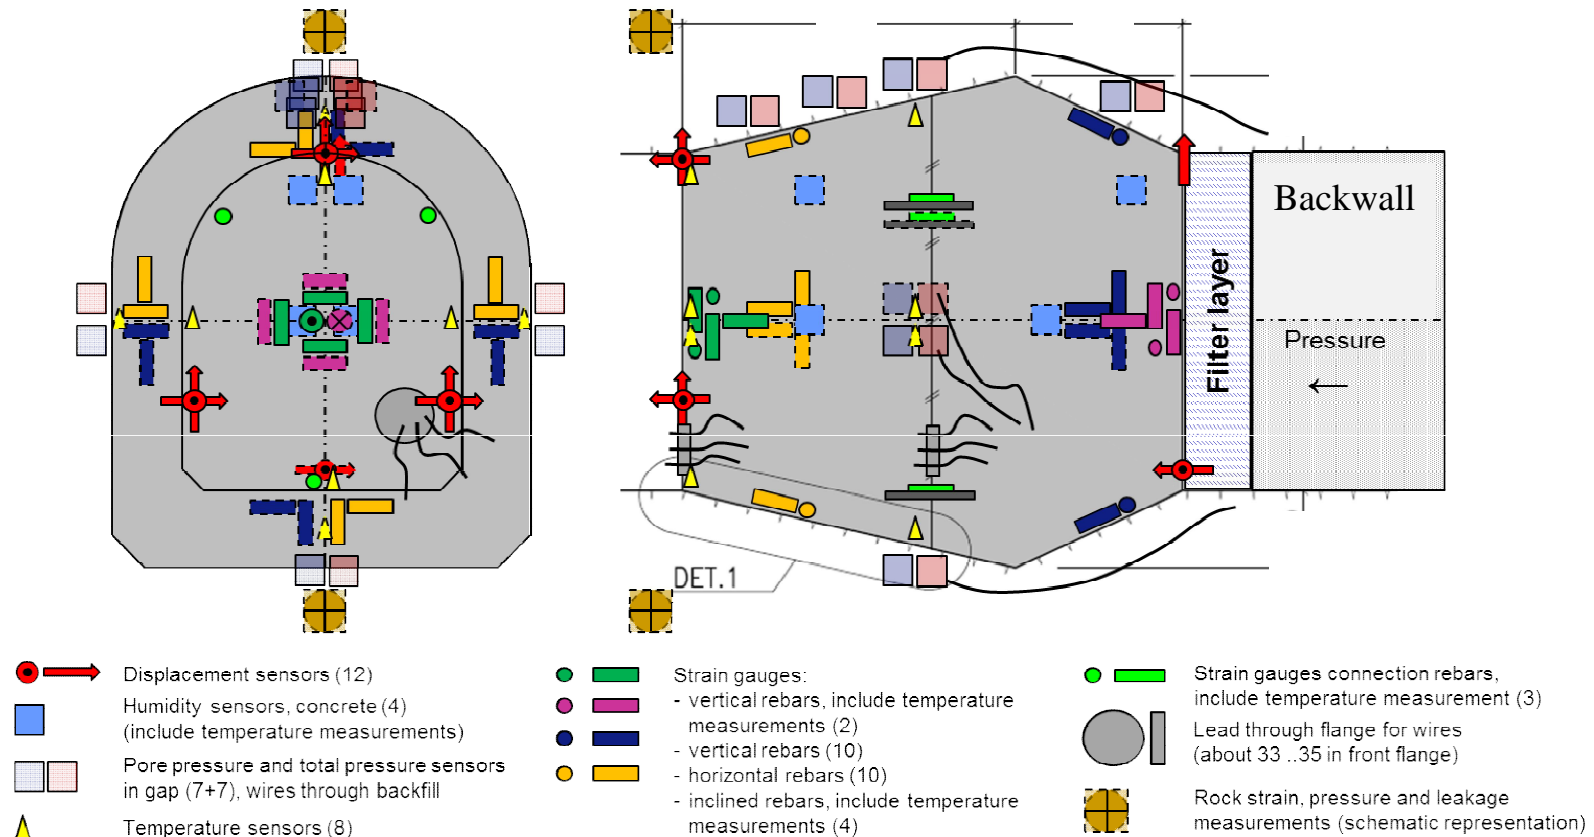 Backwall
Filter layer
Pressure
←
DET.1
Displacement sensors (12)
Humidity sensors, concrete (4)
(include temperature measurements)
Pore pressure and total pressure sensors
in gap (7+7), wires through backfill
Temperature sensors (8)
Strain gauges:
- vertical rebars, include temperature
measurements (2)
- vertical rebars (10)
- horizontal rebars (10)
- inclined rebars, include temperature
measurements (4)
Strain gauges connection rebars,
include temperature measurement (3)
Lead through flange for wires
(about 33 ..35 in front flange)
Rock strain, pressure and leakage
measurements (schematic representation)